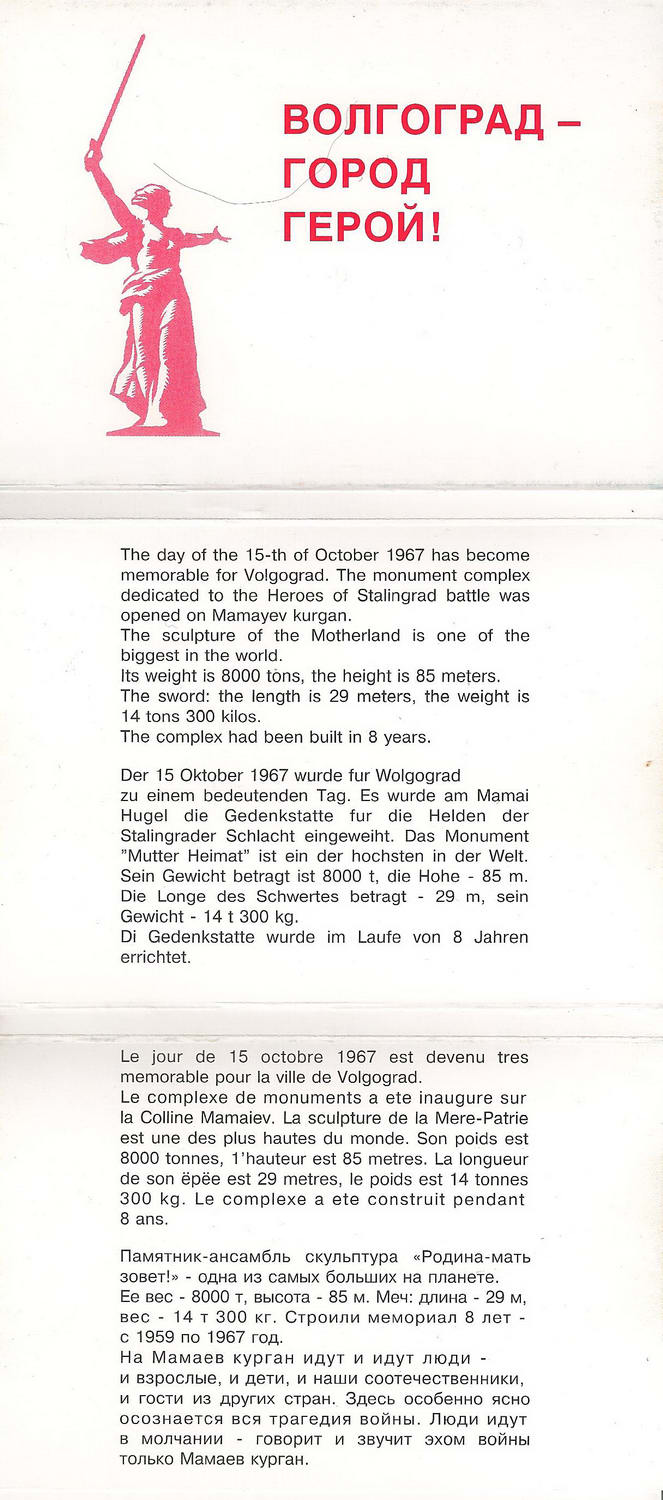 ВОЛГОГРАД –
ГОРОД
ГЕРОЙ!
The day of the 15-th of October 1967 has become
memorable for Volgograd. The monument complex
dedicated to the Heroes of Stalingrad battle was
opened on Mamayev kurgan.
The sculpture of the Motherland is one of the
biggest in the world.
Its weight is 8000 tons, the height is 85 meters.
The sword: the length is 29 meters, the weight is
14 tons 300 kilos.
The complex had been built in 8 years.
Der 15 Oktober 1967 wurde fur Wolgograd
zu einem bedeutenden Tag. Es wurde am Mamai
Hugel die Gedenkstatte fur die Helden der
Stalingrader Schlacht eingeweiht. Das Monument
"Mutter Heimat" ist ein der hochsten in der Welt.
Sein Gewicht betragt ist 8000 t, die Hohe - 85 m.
Die Longe des Schwertes betragt - 29 m, sein
Gewicht - 14 t 300 kg.
Di Gedenkstatte wurde im Laufe von 8 Jahren
errichtet.
Le jour de 15 octobre 1967 est devenu tres
memorable pour la ville de Volgograd.
Le complexe de monuments a ete inaugure sur
la Colline Mamaiev. La sculpture de la Mere-Patrie
est une des plus hautes du monde. Son poids est
8000 tonnes, 1'hauteur est 85 metres. La longueur
de son ëpëe est 29 metres, le poids est 14 tonnes
300 kg. Le complexe a ete construit pendant
8 ans.
Памятник-ансамбль скульптура «Родина-мать
зовет!» - одна из самых больших на планете.
Ее вес - 8000 т, высота - 85 м. Меч: длина - 29 м,
вес - 14 т 300 кг. Строили мемориал 8 лет -
с 1959 по 1967 год.
На Мамаев курган идут и идут люди -
и взрослые, и дети, и наши соотечественники,
и гости из других стран. Здесь особенно ясно
осознается вся трагедия войны. Люди идут
в молчании - говорит и звучит эхом войны
только Мамаев курган.